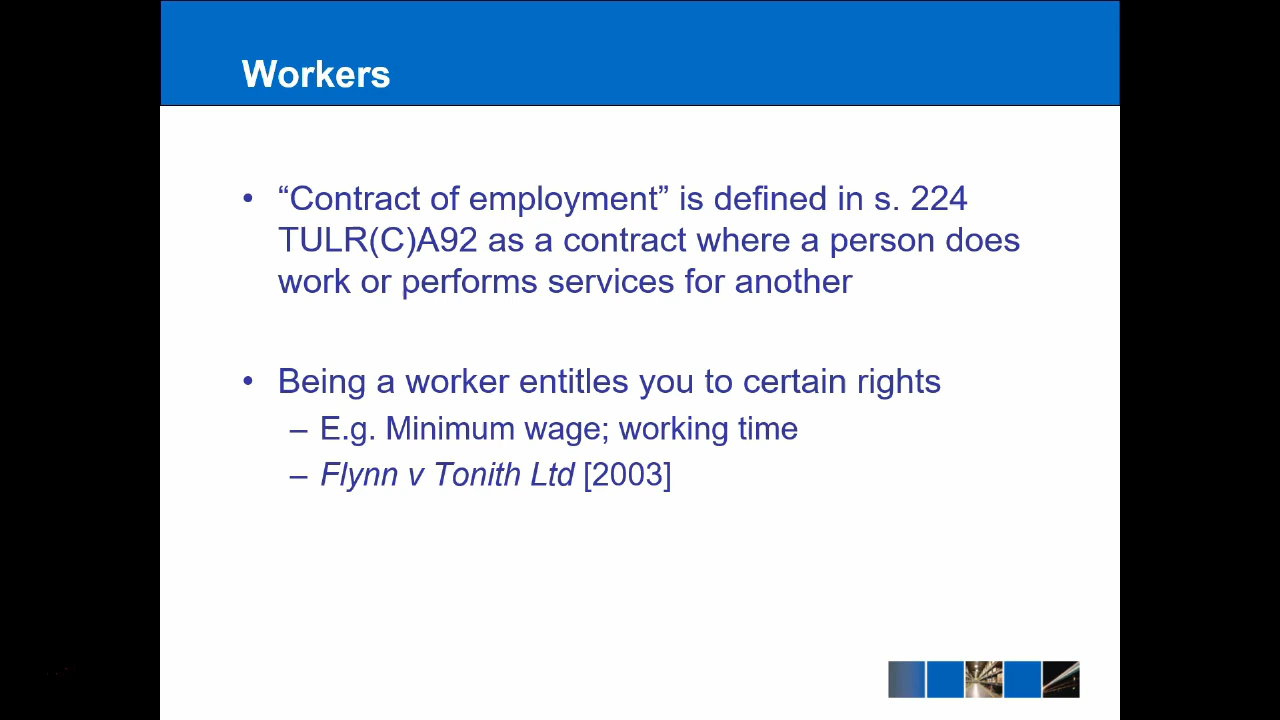 Workers
• “Contract of employment” is defined in s. 224
TULR(C)A92 as a contract where a person does
work or performs services for another
• Being a worker entitles you to certain rights
– E.g. Minimum wage; working time
– Flynn v Tonith Ltd [2003]